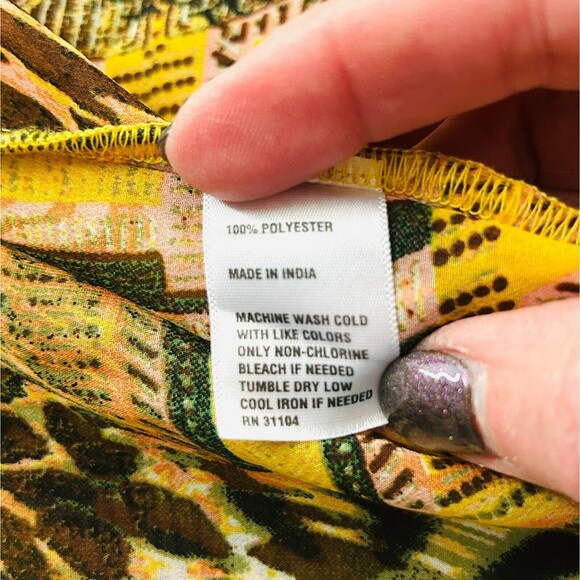 100% POLYESTER
MADE IN INDIA
MACHINE WASH COLD
WITH LIKE COLORS
ONLY NON-CHLORINE
BLEACH IF NEEDED
TUMBLE DRY LOW
COOL IRON IF NEEDED
RN 31104